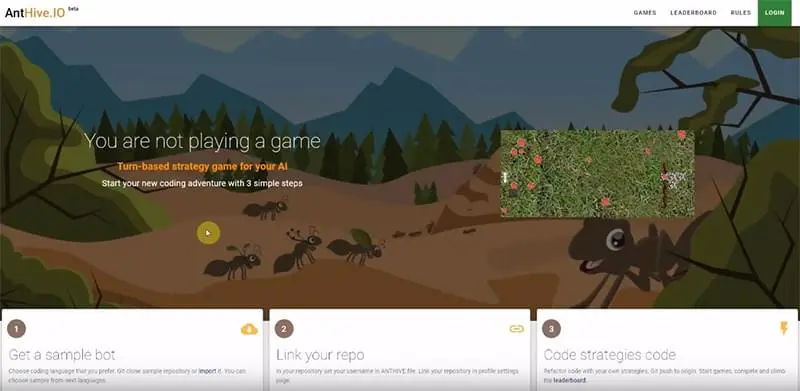 AntHive.IO beta
GAMES LEADERBOARD RULES LOGIN
You are not playing a game
Turn-based strategy game for your AI
Start your new coding adventure with 3 simple steps
1
Get a sample bot
Choose coding language that you prefer. Git clone sample repository or import it. You can
choose sample from next languages.
2
Link your repo
In your repository set your username in ANTHIVE file. Link your repository in profile settings
page.
3
Code strategies code
Refactor code with your own strategies. Git push to origin. Start games, compete and climb
the leaderboard.